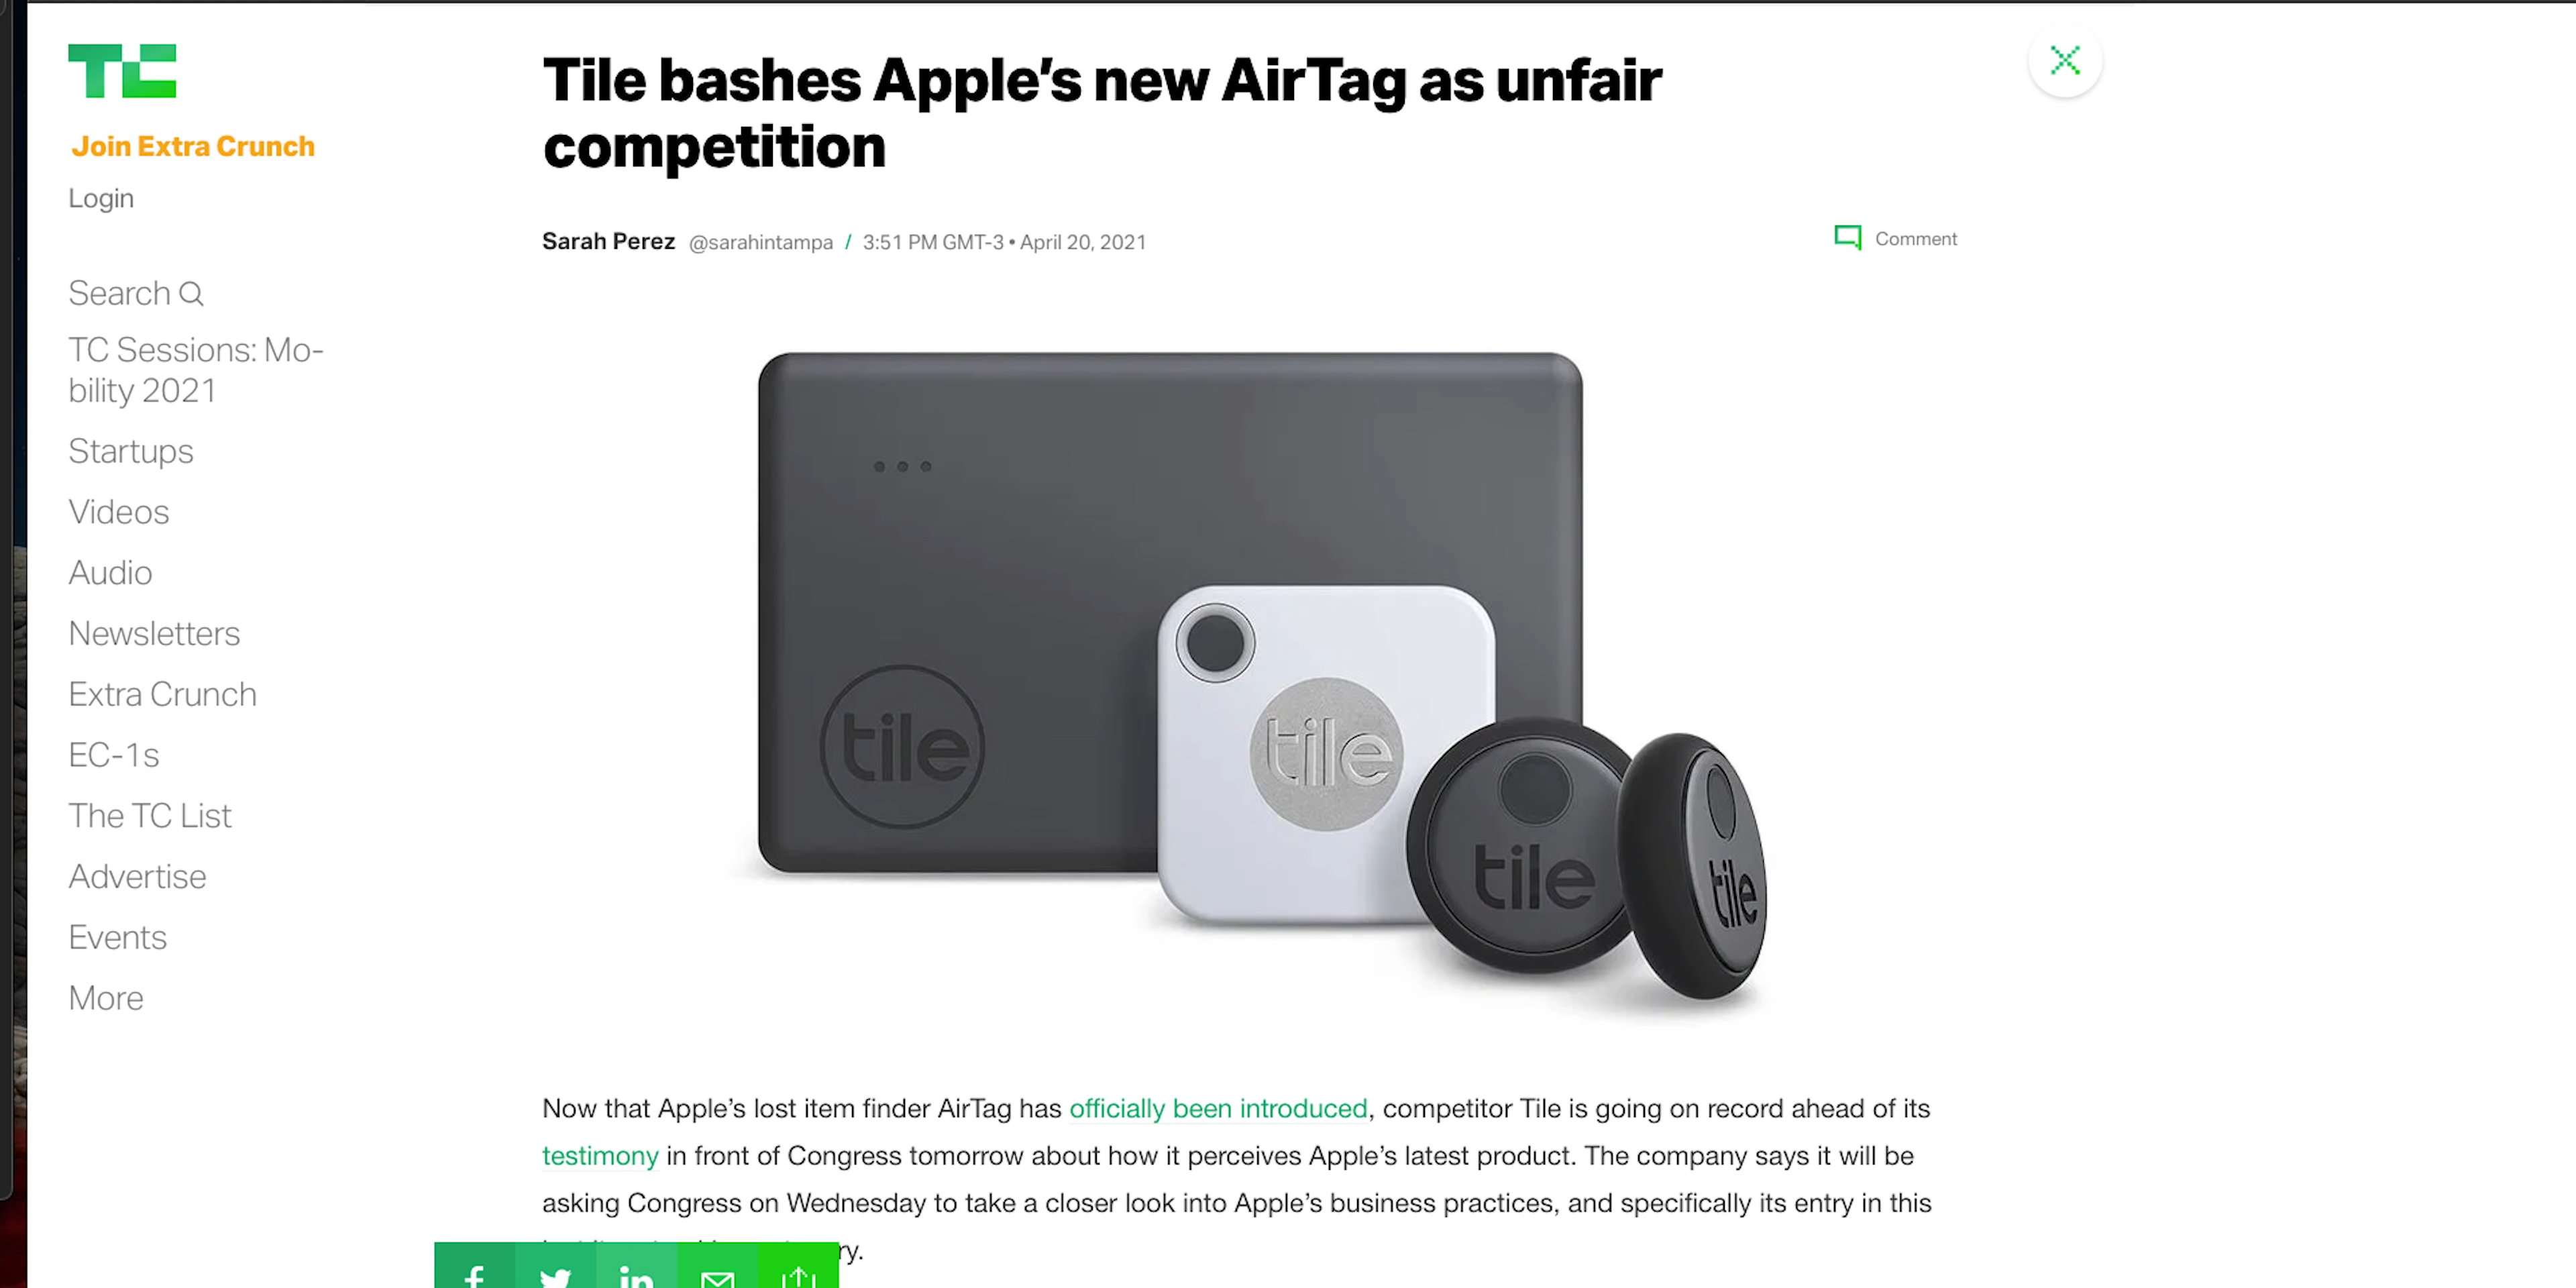 TC
Join Extra Crunch
Login
Search
TC Sessions: Mo-
bility 2021
Startups
Videos
Audio
Newsletters
Extra Crunch
EC-1s
The TC List
Advertise
Events
More
Tile bashes Apple’s new AirTag as unfair
competition
Sarah Perez @sarahintampa / 3:51 PM GMT-3 • April 20, 2021
Comment
tile
tile
tile
tile
Now that Apple’s lost item finder AirTag has officially been introduced, competitor Tile is going on record ahead of its
testimony in front of Congress tomorrow about how it perceives Apple’s latest product. The company says it will be
asking Congress on Wednesday to take a closer look into Apple’s business practices, and specifically its entry in this